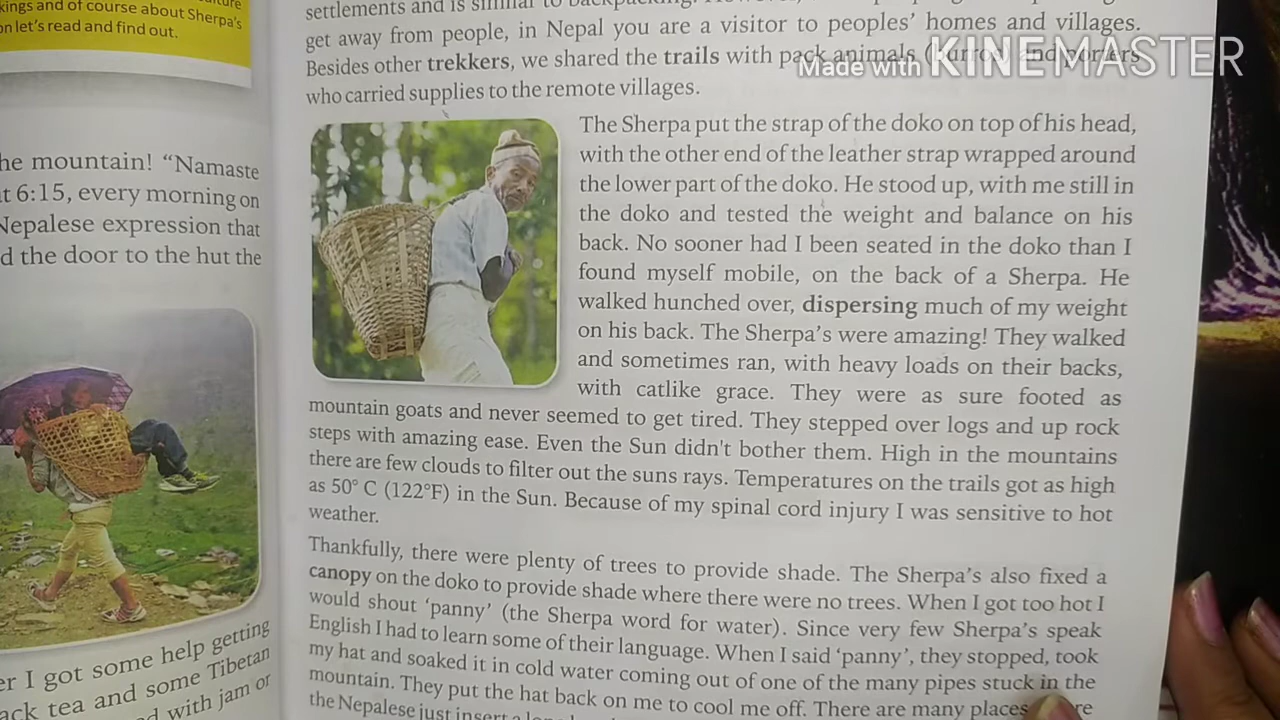 kings and of course about Sherpa's
on let's read and find out.
he mountain! “Namaste
at 6:15, every morning on
Nepalese expression that
d the door to the hut the
er I got some help getting
ack tea and some Tibetan
with jam or
settlements and is similar to backpacking.
get away from people, in Nepal you are a visitor to peoples' homes and villages.
Besides other trekkers, we shared the trails with pack animals and porters
who carried supplies to the remote villages.
The Sherpa put the strap of the doko on top of his head,
with the other end of the leather strap wrapped around
the lower part of the doko. He stood up, with me still in
the doko and tested the weight and balance on his
back. No sooner had I been seated in the doko than I
found myself mobile, on the back of a Sherpa. He
walked hunched over, dispersing much of my weight
on his back. The Sherpa's were amazing! They walked
and sometimes ran, with heavy loads on their backs,
with catlike grace. They were as sure footed as
mountain goats and never seemed to get tired. They stepped over logs and up rock
steps with amazing ease. Even the Sun didn't bother them. High in the mountains
there are few clouds to filter out the suns rays. Temperatures on the trails got as high
as 50° C (122°F) in the Sun. Because of my spinal cord injury I was sensitive to hot
weather.
Thankfully, there were plenty of trees to provide shade. The Sherpa's also fixed a
canopy on the doko to provide shade where there were no trees. When I got too hot I
would shout ‘panny’ (the Sherpa word for water). Since very few Sherpa's speak
English I had to learn some of their language. When I said ‘panny’, they stopped, took
my hat and soaked it in cold water coming out of one of the many pipes stuck in the
mountain. They put the hat back on me to cool me off. There are many places
the Nepalese just insert a
Made with KINEMASTER